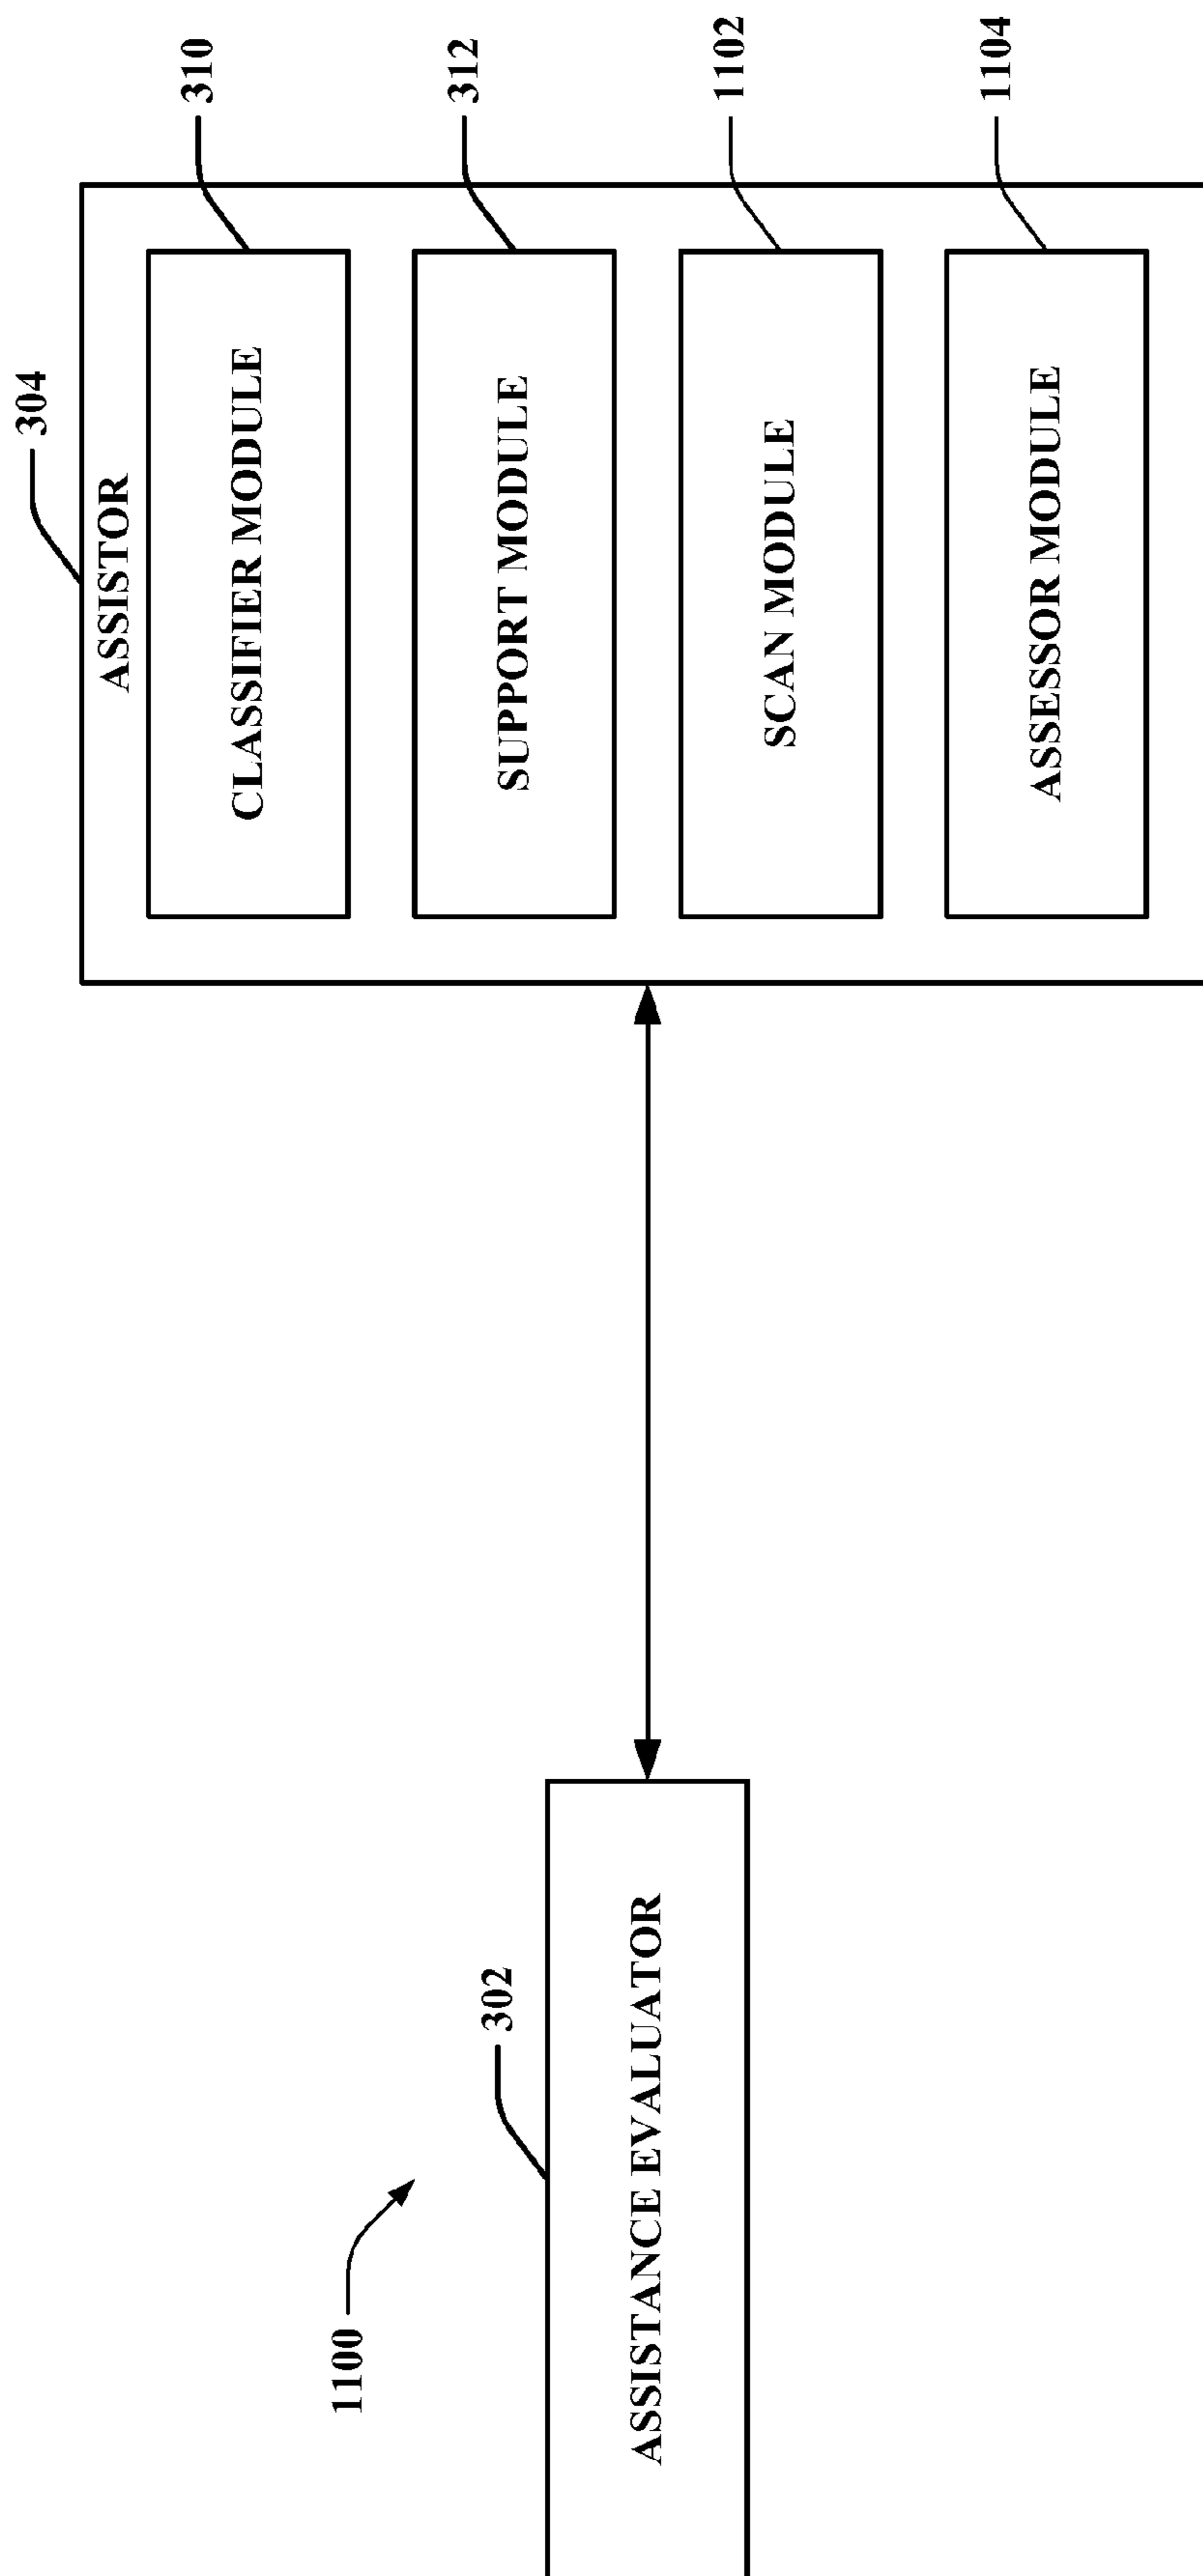 1100
302
ASSISTANCE EVALUATOR
304
ASSISTOR
CLASSIFIER MODULE
310
SUPPORT MODULE
312
SCAN MODULE
1102
ASSESSOR MODULE
1104